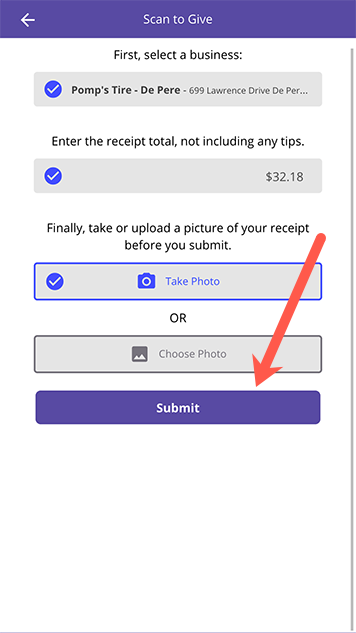 Scan to Give
First, select a business:
Pomp's Tire - De Pere - 699 Lawrence Drive De Per...
Enter the receipt total, not including any tips.
$32.18
Finally, take or upload a picture of your receipt
before you submit.
Take Photo
OR
Choose Photo
Submit